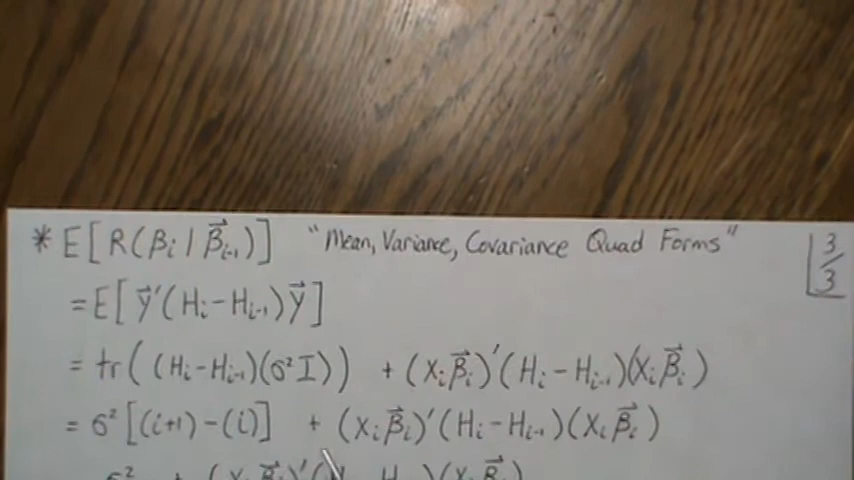 * E[R(βi | β⃗i-1)] "Mean, Variance, Covariance Quad Forms" 3/3
= E[y⃗'(Hi - Hi-1)y⃗]
= tr((Hi - Hi-1)(σ²I)) + (Xiβ⃗i)'(Hi - Hi-1)(Xiβ⃗i)
= σ²[(i+1) - (i)] + (Xiβ⃗i)'(Hi - Hi-1)(Xiβ⃗i)